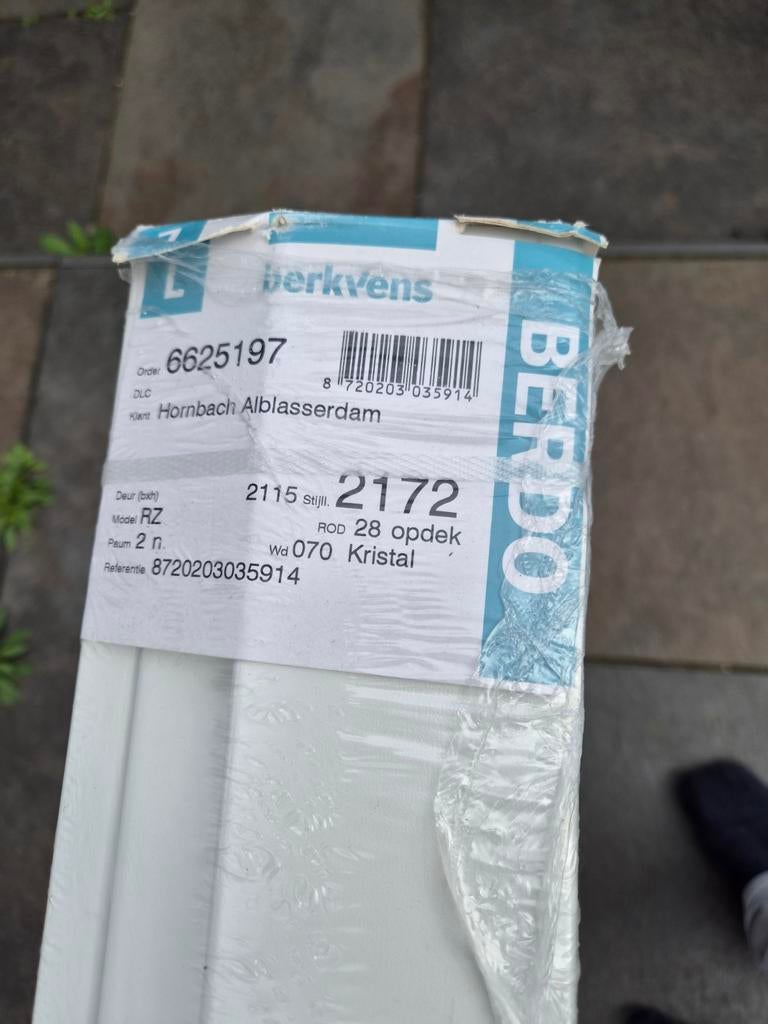 berkvens
BERDO
Order 6625197
8 720203 035914
DLC
Klant Hornbach Alblasserdam
Deur (bxh) 2115 Stijll. 2172
Model RZ ROD 28 opdek
Paum 2 n. Wd 070 Kristal
Referentie 8720203035914